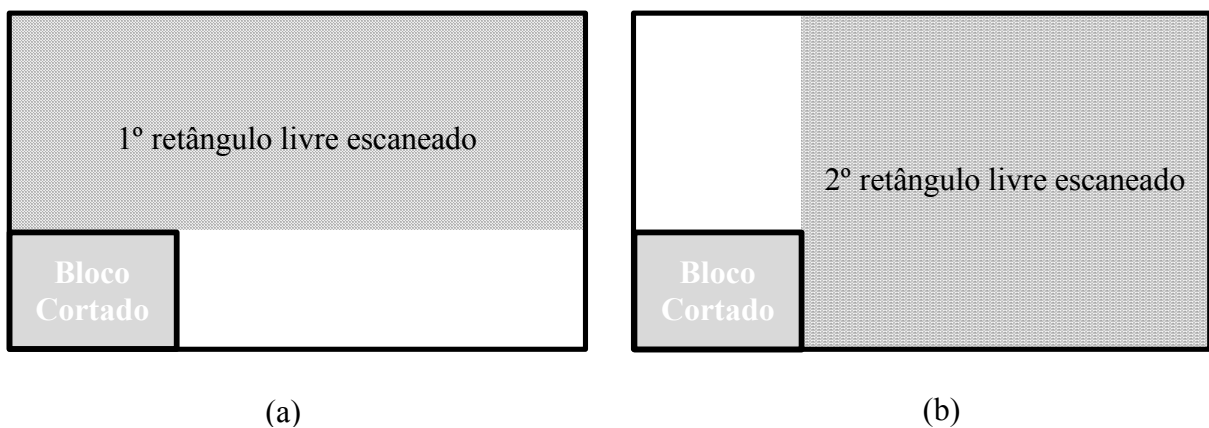 1º retângulo livre escaneado
Bloco
Cortado
(a)
2º retângulo livre escaneado
Bloco
Cortado
(b)